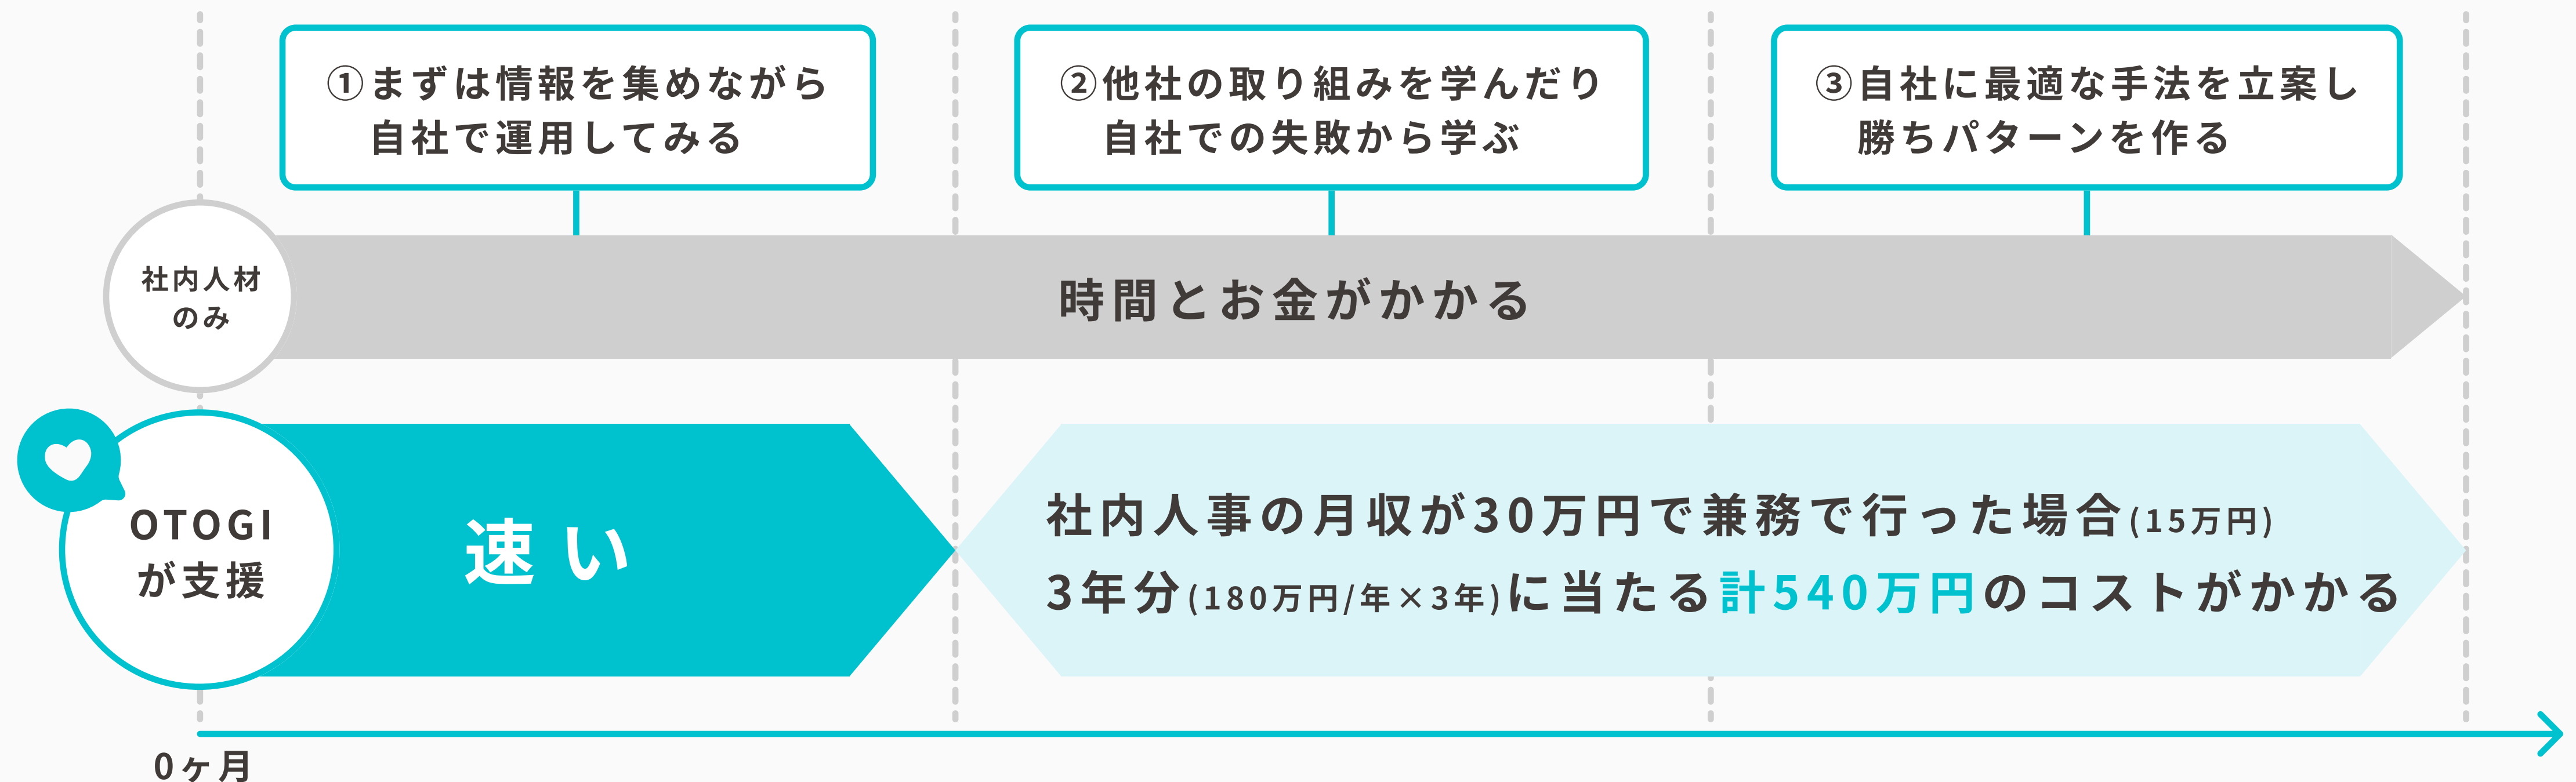 ①まずは情報を集めながら
自社で運用してみる
②他社の取り組みを学んだり
自社での失敗から学ぶ
③自社に最適な手法を立案し
勝ちパターンを作る
社内人材
のみ
時間とお金がかかる
OTOGI
が支援
速い
社内人事の月収が30万円で兼務で行った場合(15万円)
3年分(180万円/年×3年)に当たる計540万円のコストがかかる
0ヶ月